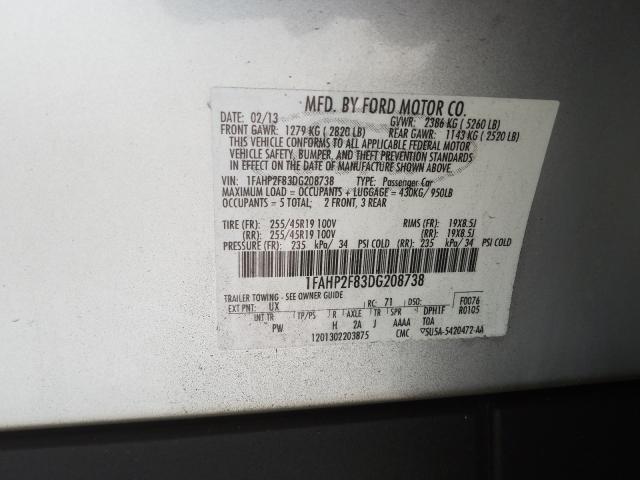 MFD. BY FORD MOTOR CO.
DATE: 02/13 GVWR: 2386 KG ( 5260 LB)
FRONT GAWR: 1279 KG ( 2820 LB) REAR GAWR: 1143 KG ( 2520 LB)
THIS VEHICLE CONFORMS TO ALL APPLICABLE FEDERAL MOTOR
VEHICLE SAFETY, BUMPER, AND THEFT PREVENTION STANDARDS
IN EFFECT ON THE DATE OF MANUFACTURE SHOWN ABOVE.
VIN: 1FAHP2F83DG208738 TYPE: Passenger Car
MAXIMUM LOAD = OCCUPANTS + LUGGAGE = 430KG/ 950LB
OCCUPANTS = 5 TOTAL; 2 FRONT, 3 REAR
TIRE (FR): 255/45R19 100V RIMS (FR): 19X8.5J
(RR): 255/45R19 100V (RR): 19X8.5J
PRESSURE (FR): 235 kPa/ 34 PSI COLD (RR): 235 kPa/ 34 PSI COLD
1FAHP2F83DG208738
TRAILER TOWING - SEE OWNER GUIDE
EXT PNT: UX RC: 71 DSO: F0076
INT TR TP/PS R AXLE TR SPR DPH1F R0105
PW H 2A J AAAA T0A
1201302203875 CMC 5U5A-5420472-AA